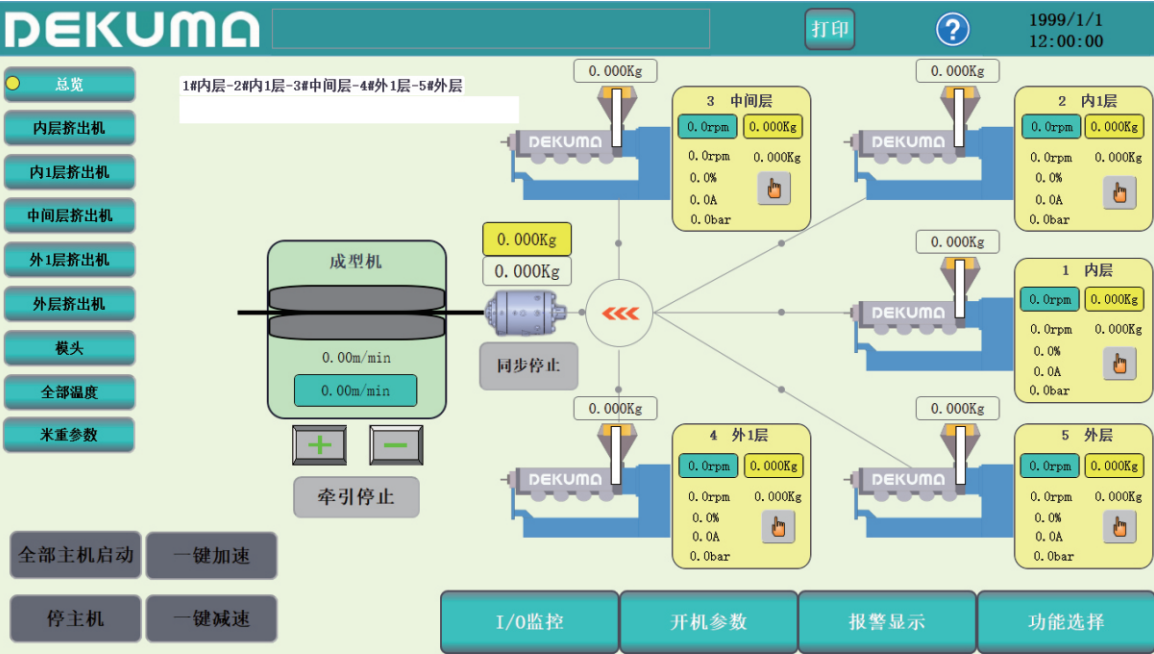 DEKUMA
打印
?
1999/1/1
12:00:00
总览
内层挤出机
内1层挤出机
中间层挤出机
外1层挤出机
外层挤出机
模头
全部温度
米重参数
1#内层-2#内1层-3#中间层-4#外1层-5#外层
0.000Kg
DEKUMA
3 中间层
0.0rpm 0.000Kg
0.0rpm 0.000Kg
0.0%
0.0A
0.0bar
0.000Kg
DEKUMA
2 内1层
0.0rpm 0.000Kg
0.0rpm 0.000Kg
0.0%
0.0A
0.0bar
成型机
0.00m/min
0.00m/min
+ −
牵引停止
0.000Kg
0.000Kg
同步停止
0.000Kg
DEKUMA
1 内层
0.0rpm 0.000Kg
0.0rpm 0.000Kg
0.0%
0.0A
0.0bar
0.000Kg
DEKUMA
4 外1层
0.0rpm 0.000Kg
0.0rpm 0.000Kg
0.0%
0.0A
0.0bar
0.000Kg
DEKUMA
5 外层
0.0rpm 0.000Kg
0.0rpm 0.000Kg
0.0%
0.0A
0.0bar
全部主机启动 一键加速
停主机 一键减速
I/O监控 开机参数 报警显示 功能选择